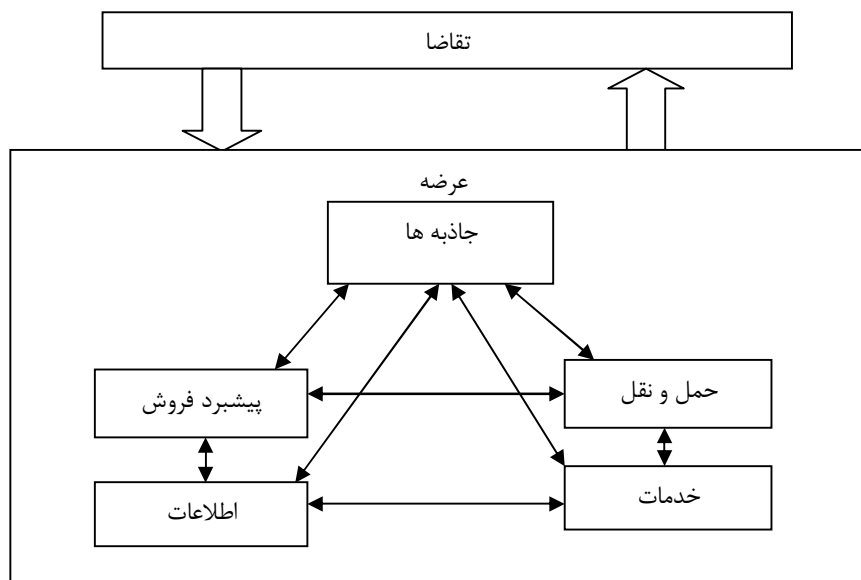 تقاضا
عرضه
جاذبه ها
حمل و نقل
پیشبرد فروش
خدمات
اطلاعات